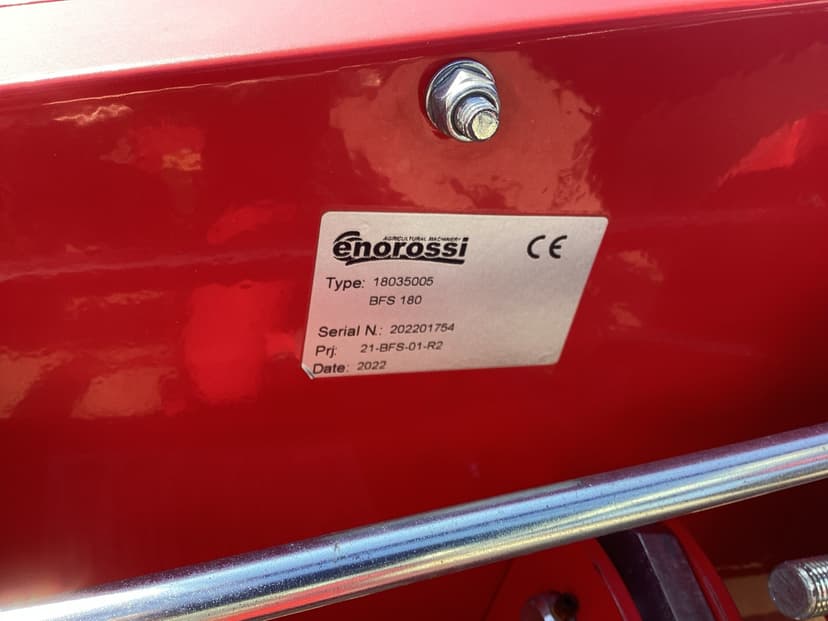 AGRICULTURAL MACHINERY
enorossi CE
Type: 18035005
BFS 180
Serial N.: 202201754
Prj: 21-BFS-01-R2
Date: 2022